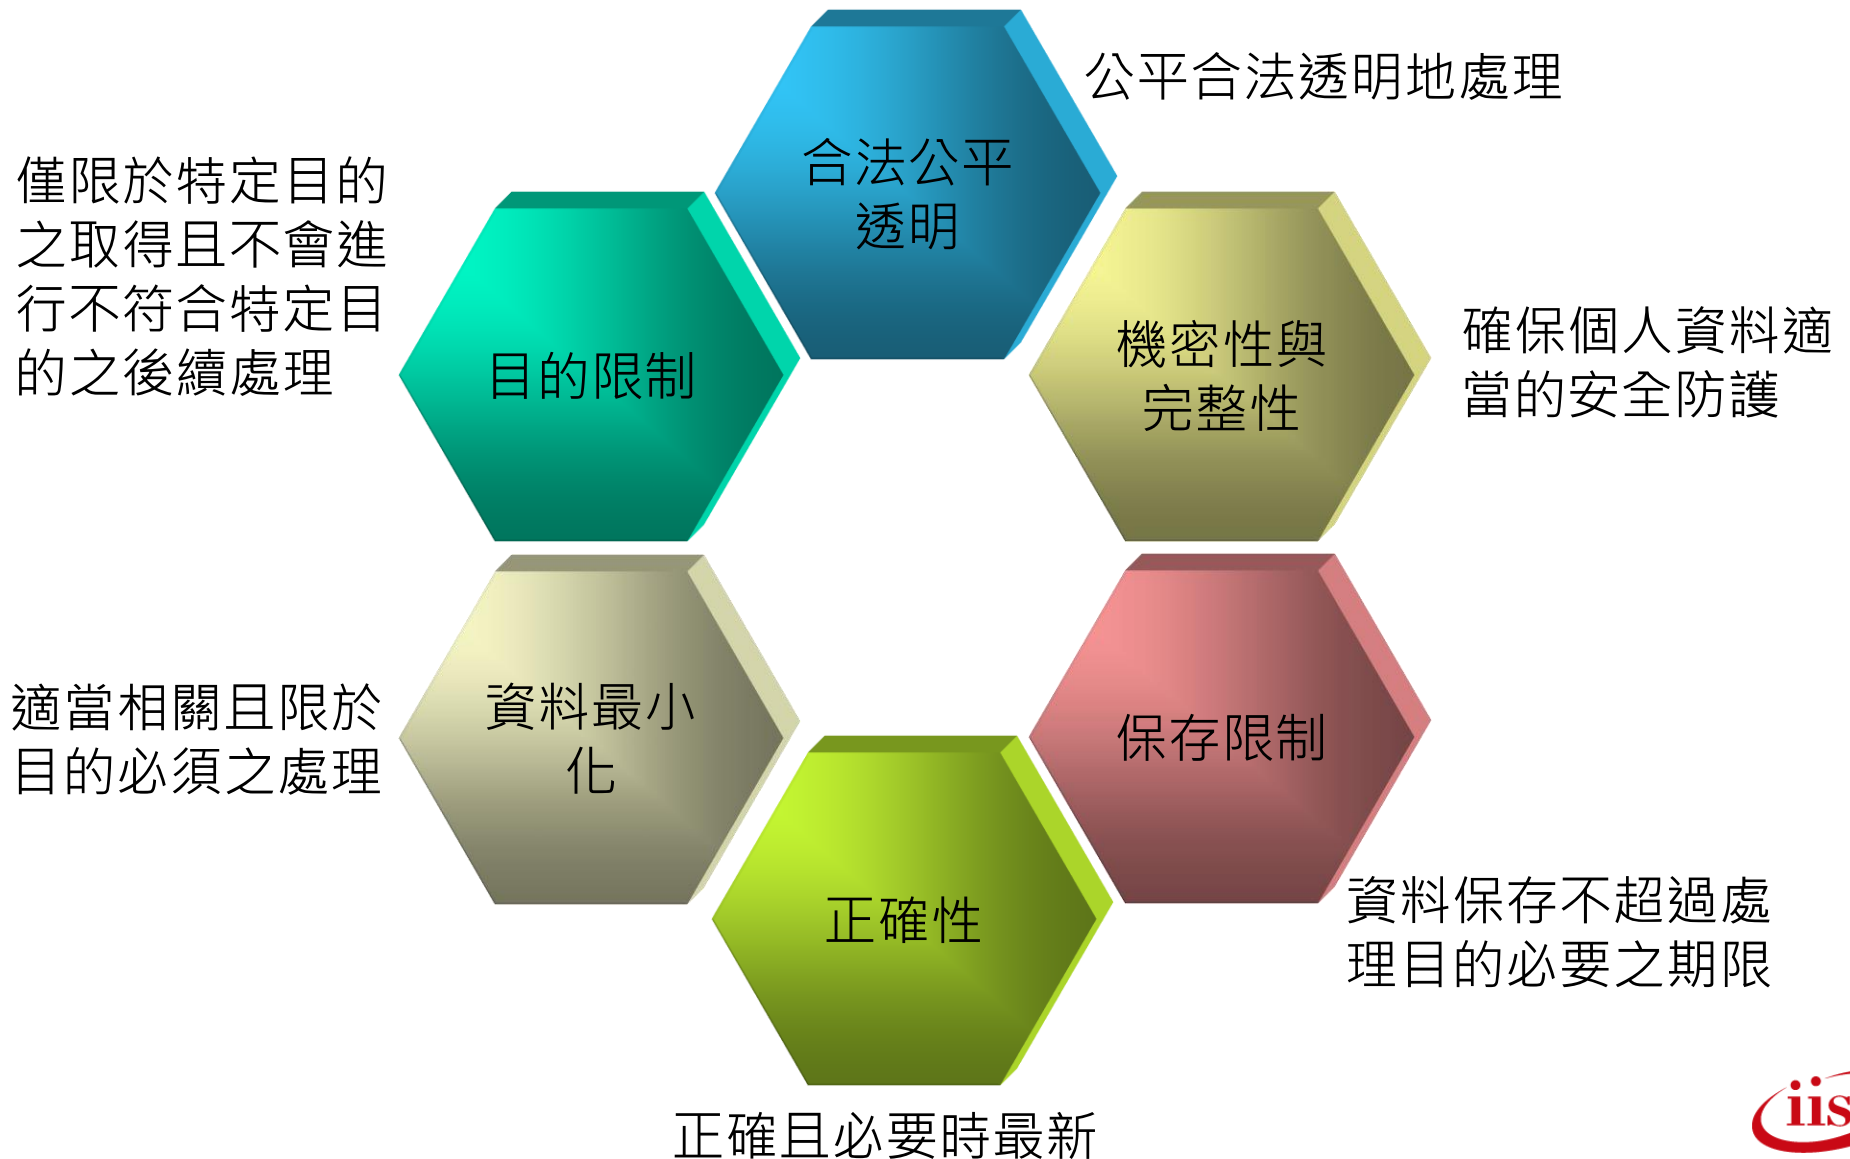 公平合法透明地處理
合法公平
透明
僅限於特定目的
之取得且不會進
行不符合特定目
的之後續處理
目的限制
機密性與
完整性
確保個人資料適
當的安全防護
適當相關且限於
目的必須之處理
資料最小
化
保存限制
資料保存不超過處
理目的必要之期限
正確性
正確且必要時最新
iis